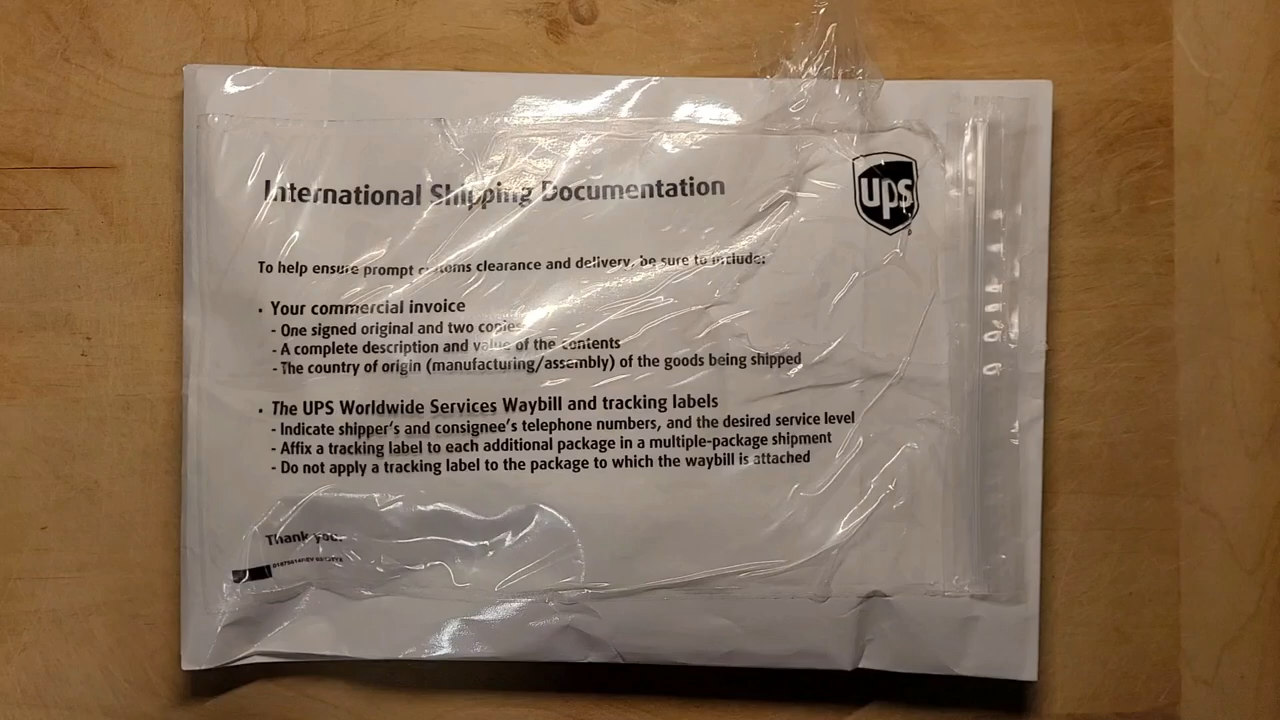 International Shipping Documentation
ups
To help ensure prompt customs clearance and delivery, be sure to include:
· Your commercial invoice
- One signed original and two copies
- A complete description and value of the contents
- The country of origin (manufacturing/assembly) of the goods being shipped
· The UPS Worldwide Services Waybill and tracking labels
- Indicate shipper's and consignee's telephone numbers, and the desired service level
- Affix a tracking label to each additional package in a multiple-package shipment
- Do not apply a tracking label to the package to which the waybill is attached
Thank you.